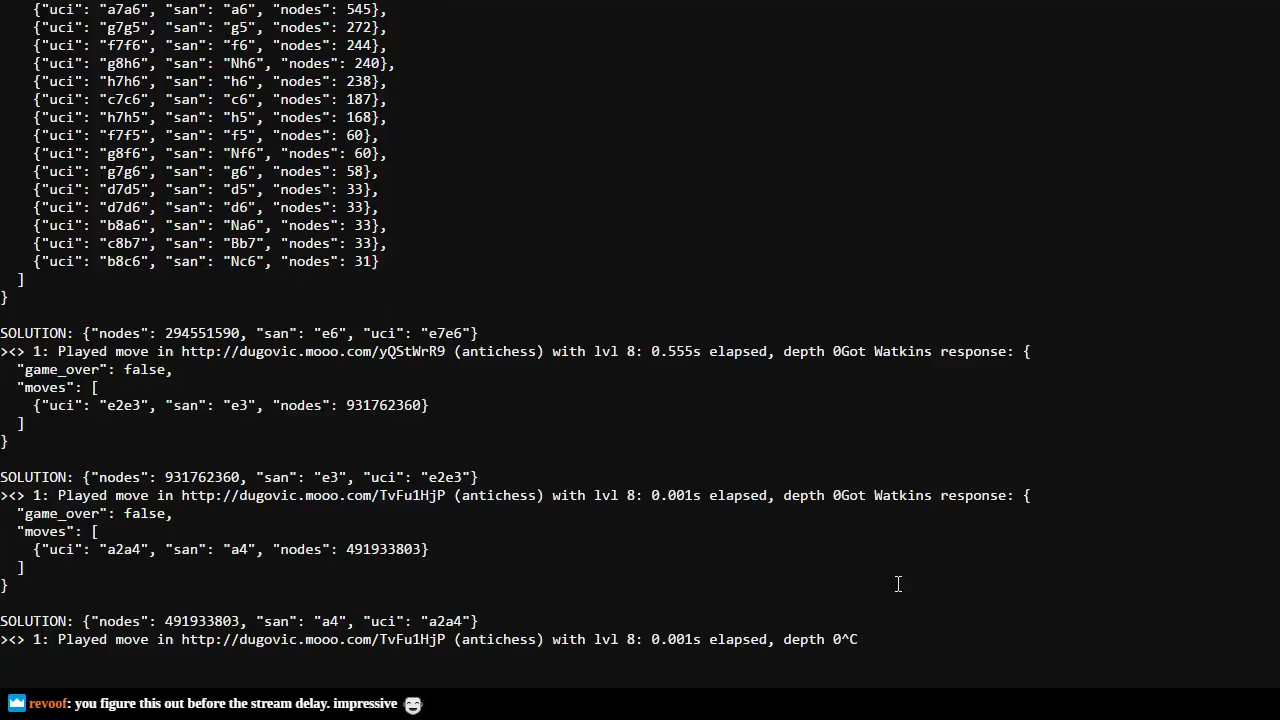 {"uci": "a7a6", "san": "a6", "nodes": 545},
{"uci": "g7g5", "san": "g5", "nodes": 272},
{"uci": "f7f6", "san": "f6", "nodes": 244},
{"uci": "g8h6", "san": "Nh6", "nodes": 240},
{"uci": "h7h6", "san": "h6", "nodes": 238},
{"uci": "c7c6", "san": "c6", "nodes": 187},
{"uci": "h7h5", "san": "h5", "nodes": 168},
{"uci": "f7f5", "san": "f5", "nodes": 60},
{"uci": "g8f6", "san": "Nf6", "nodes": 60},
{"uci": "g7g6", "san": "g6", "nodes": 58},
{"uci": "d7d5", "san": "d5", "nodes": 33},
{"uci": "d7d6", "san": "d6", "nodes": 33},
{"uci": "b8a6", "san": "Na6", "nodes": 33},
{"uci": "c8b7", "san": "Bb7", "nodes": 33},
{"uci": "b8c6", "san": "Nc6", "nodes": 31}
]
}
SOLUTION: {"nodes": 294551590, "san": "e6", "uci": "e7e6"}
><> 1: Played move in http://dugovic.mooo.com/yQStWrR9 (antichess) with lvl 8: 0.555s elapsed, depth 0Got Watkins response: {
"game_over": false,
"moves": [
{"uci": "e2e3", "san": "e3", "nodes": 931762360}
]
}
SOLUTION: {"nodes": 931762360, "san": "e3", "uci": "e2e3"}
><> 1: Played move in http://dugovic.mooo.com/TvFu1HjP (antichess) with lvl 8: 0.001s elapsed, depth 0Got Watkins response: {
"game_over": false,
"moves": [
{"uci": "a2a4", "san": "a4", "nodes": 491933803}
]
}
SOLUTION: {"nodes": 491933803, "san": "a4", "uci": "a2a4"}
><> 1: Played move in http://dugovic.mooo.com/TvFu1HjP (antichess) with lvl 8: 0.001s elapsed, depth 0^C
revoof: you figure this out before the stream delay. impressive